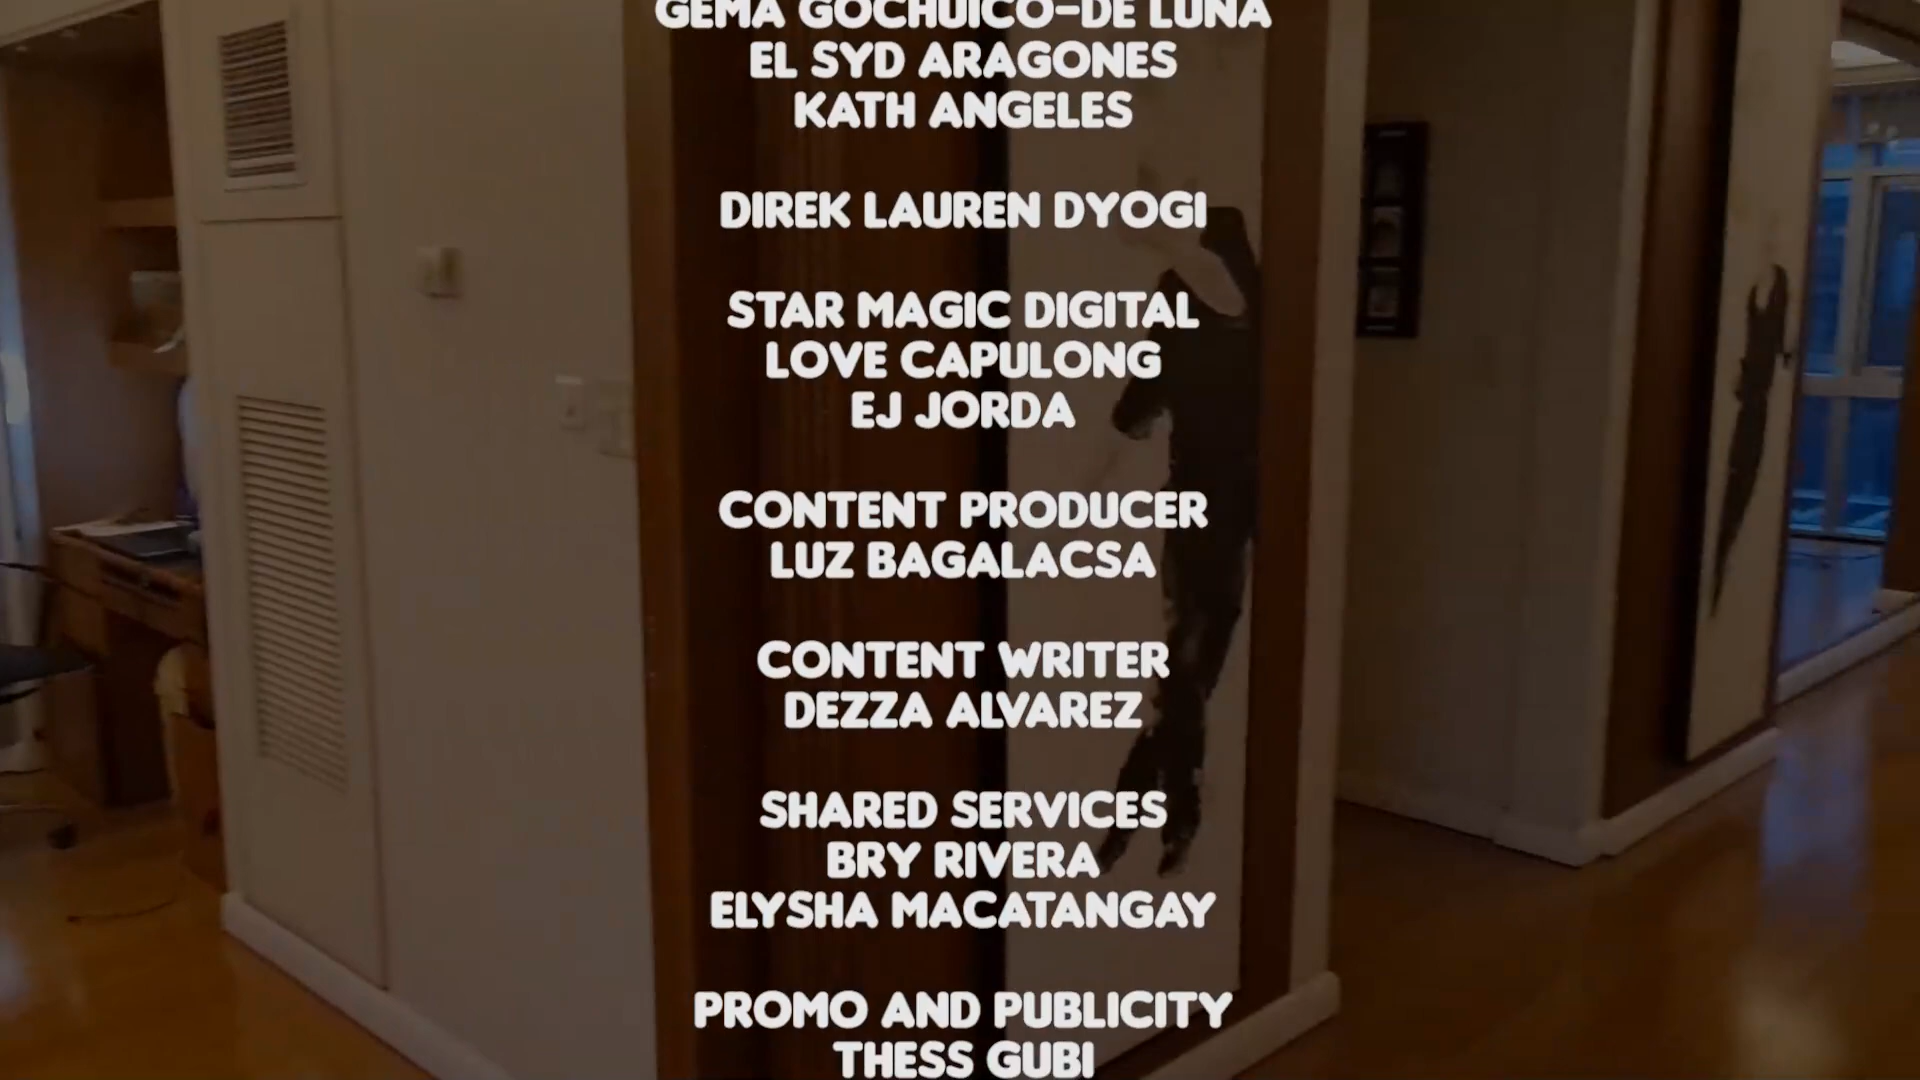 GEMA GOCHUICO-DE LUNA
EL SYD ARAGONES
KATH ANGELES
DIREK LAUREN DYOGI
STAR MAGIC DIGITAL
LOVE CAPULONG
EJ JORDA
CONTENT PRODUCER
LUZ BAGALACSA
CONTENT WRITER
DEZZA ALVAREZ
SHARED SERVICES
BRY RIVERA
ELYSHA MACATANGAY
PROMO AND PUBLICITY
THESS GUBI